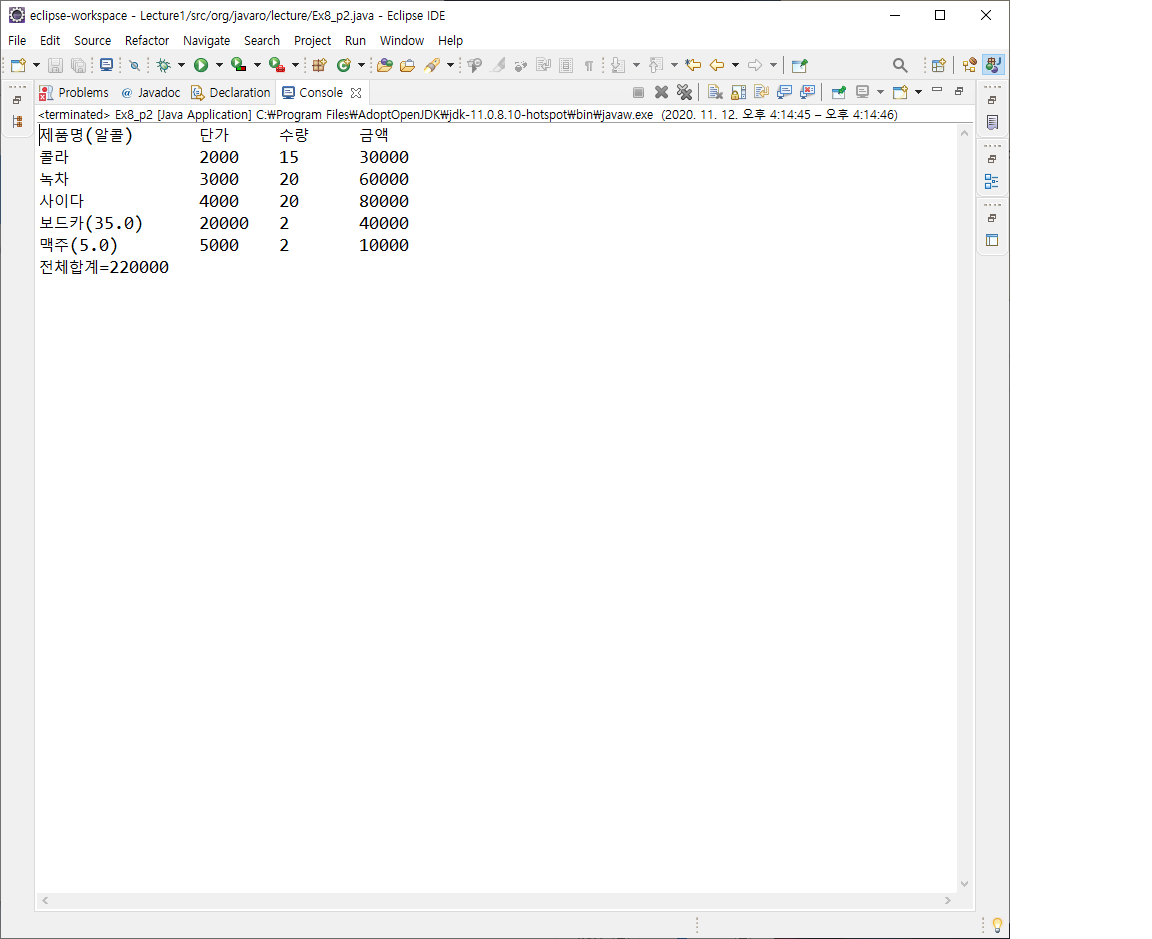 eclipse-workspace - Lecture1/src/org/javaro/lecture/Ex8_p2.java - Eclipse IDE
File Edit Source Refactor Navigate Search Project Run Window Help
Problems @ Javadoc Declaration Console
<terminated> Ex8_p2 [Java Application] C:₩Program Files₩AdoptOpenJDK₩jdk-11.0.8.10-hotspot₩bin₩javaw.exe (2020. 11. 12. 오후 4:14:45 – 오후 4:14:46)
제품명(알콜) 단가 수량 금액
콜라 2000 15 30000
녹차 3000 20 60000
사이다 4000 20 80000
보드카(35.0) 20000 2 40000
맥주(5.0) 5000 2 10000
전체합계=220000